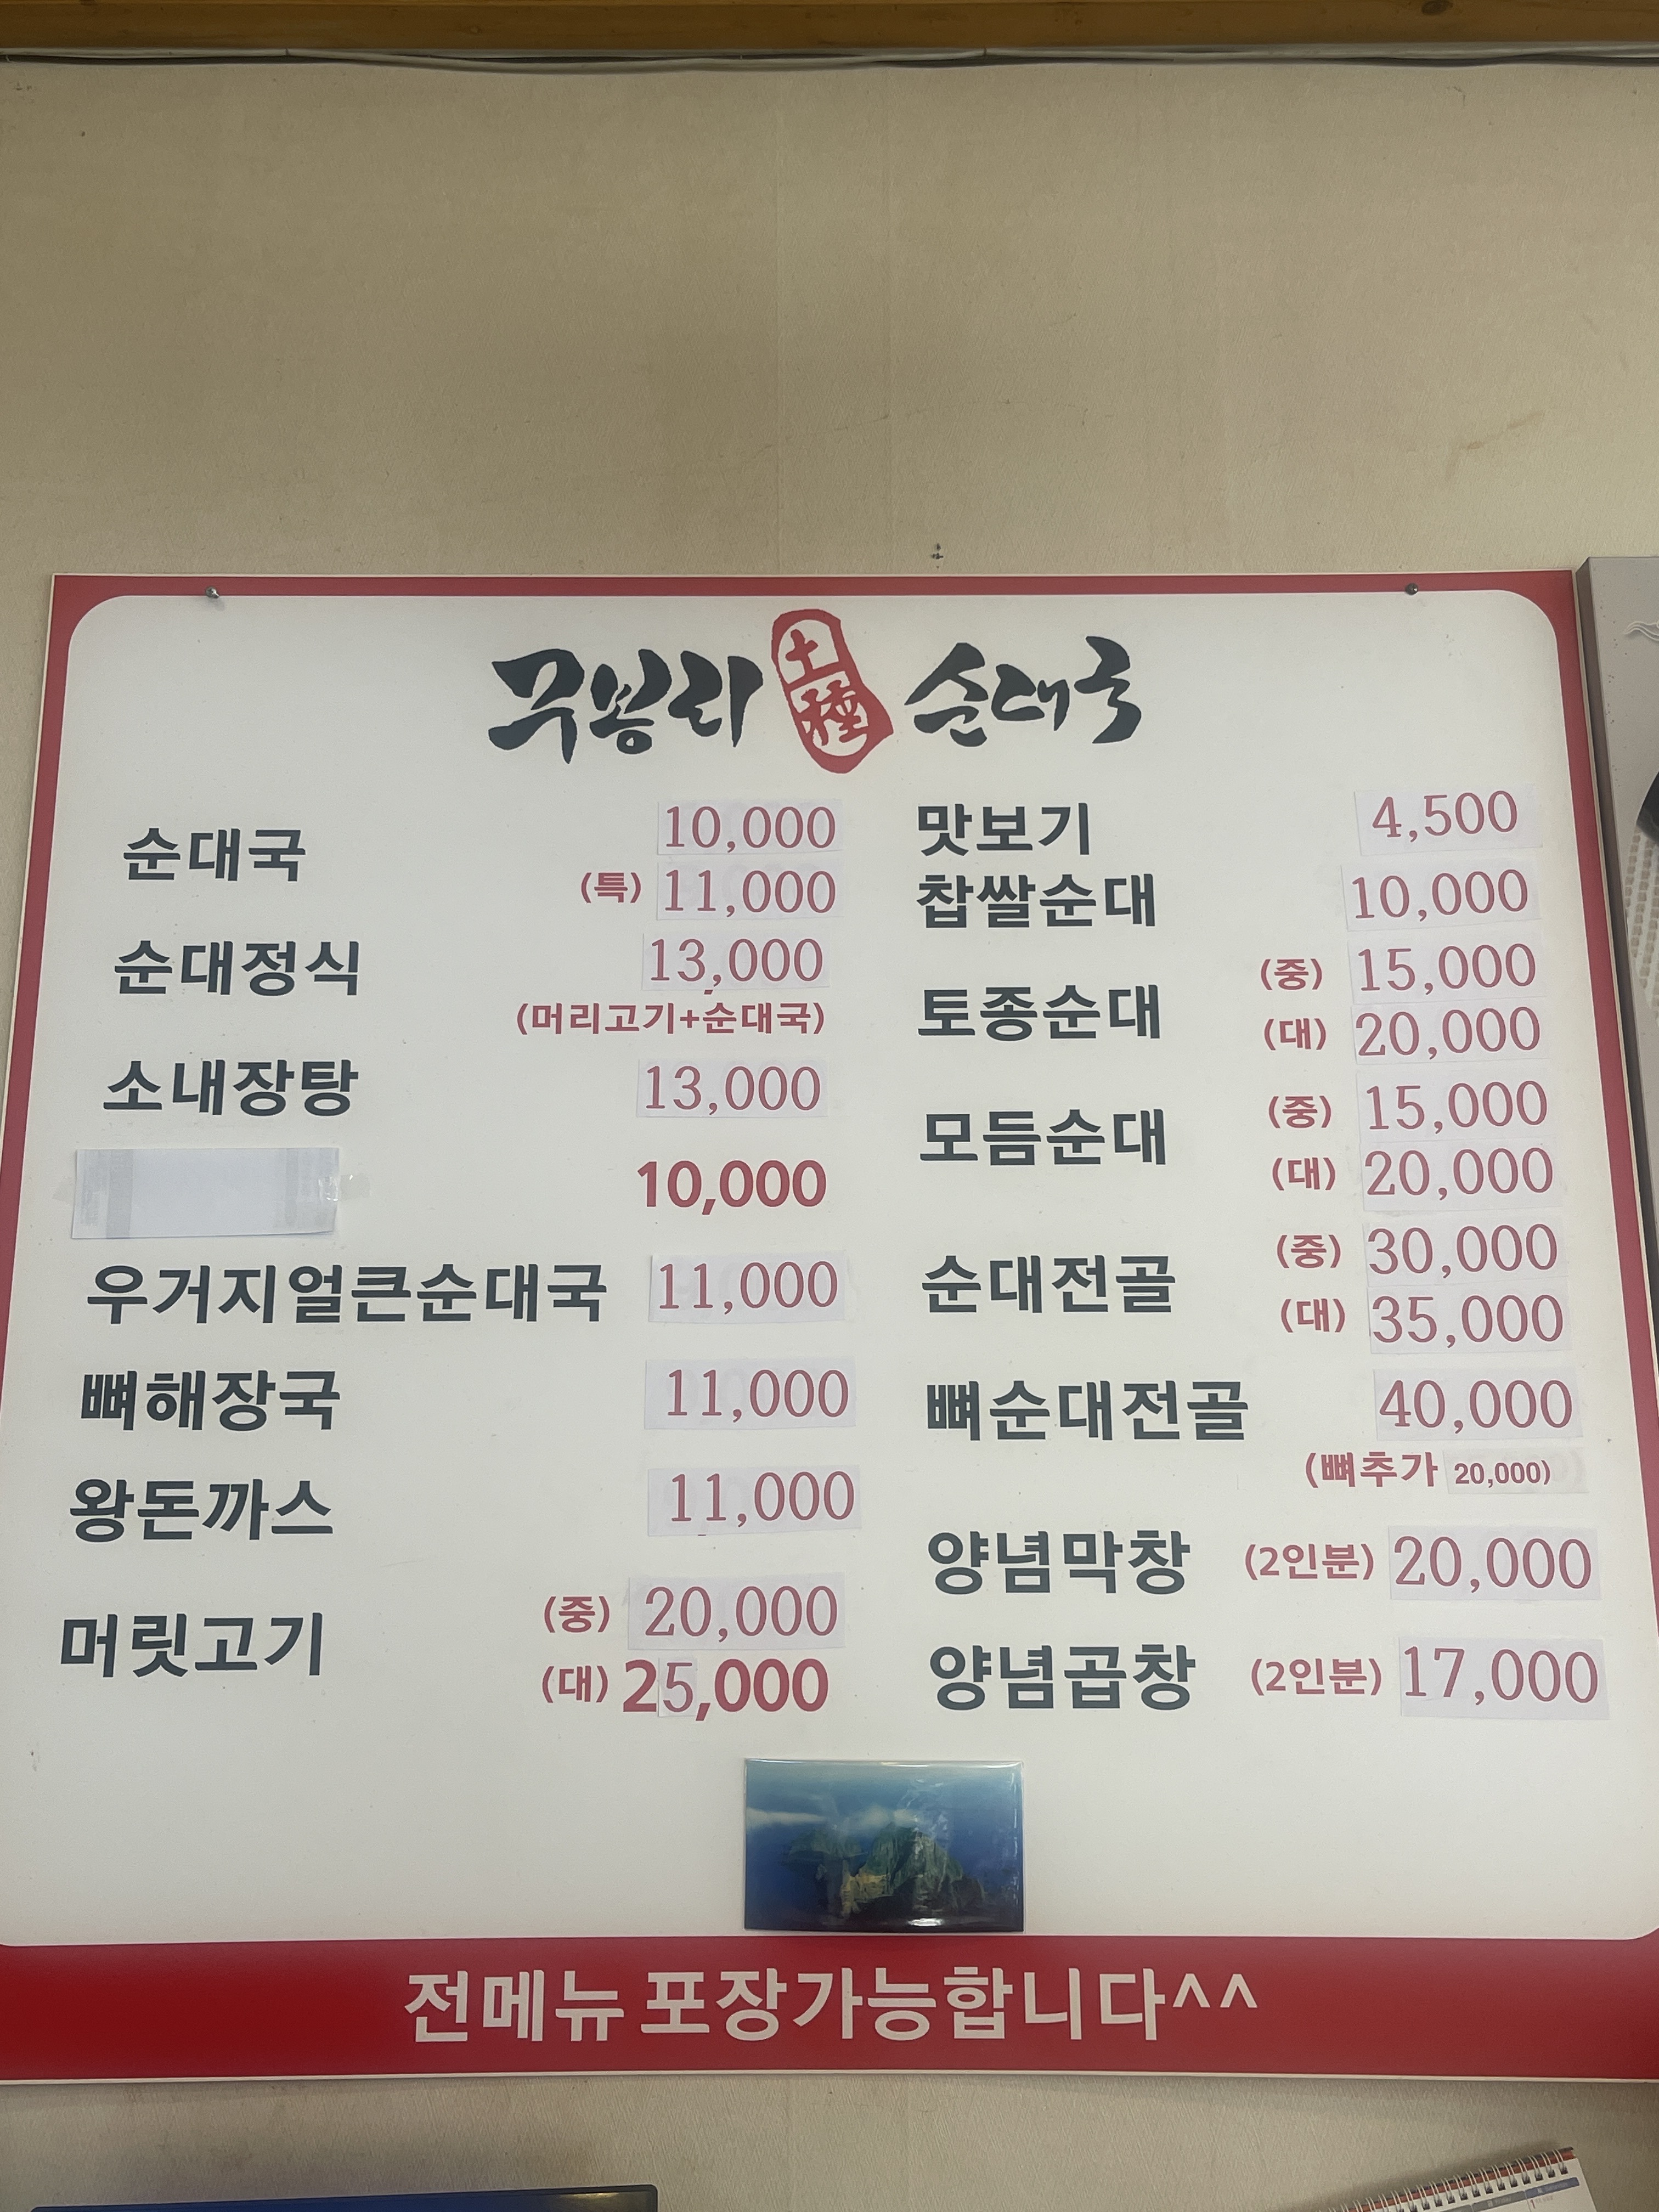 무봉리 土種 순대국
순대국 10,000
(특) 11,000
순대정식 13,000
(머리고기+순대국)
소내장탕 13,000
10,000
우거지얼큰순대국 11,000
뼈해장국 11,000
왕돈까스 11,000
머릿고기 (중) 20,000
(대) 25,000
맛보기 4,500
찹쌀순대 10,000
토종순대 (중) 15,000
(대) 20,000
모듬순대 (중) 15,000
(대) 20,000
순대전골 (중) 30,000
(대) 35,000
뼈순대전골 40,000
(뼈추가 20,000)
양념막창 (2인분) 20,000
양념곱창 (2인분) 17,000
전메뉴 포장가능합니다^^